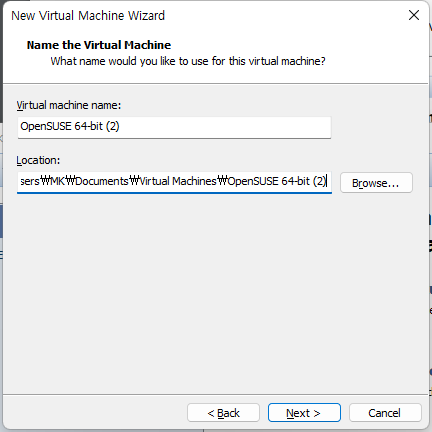 New Virtual Machine Wizard
Name the Virtual Machine
What name would you like to use for this virtual machine?
Virtual machine name:
OpenSUSE 64-bit (2)
Location:
sers₩MK₩Documents₩Virtual Machines₩OpenSUSE 64-bit (2)
Browse...
< Back
Next >
Cancel